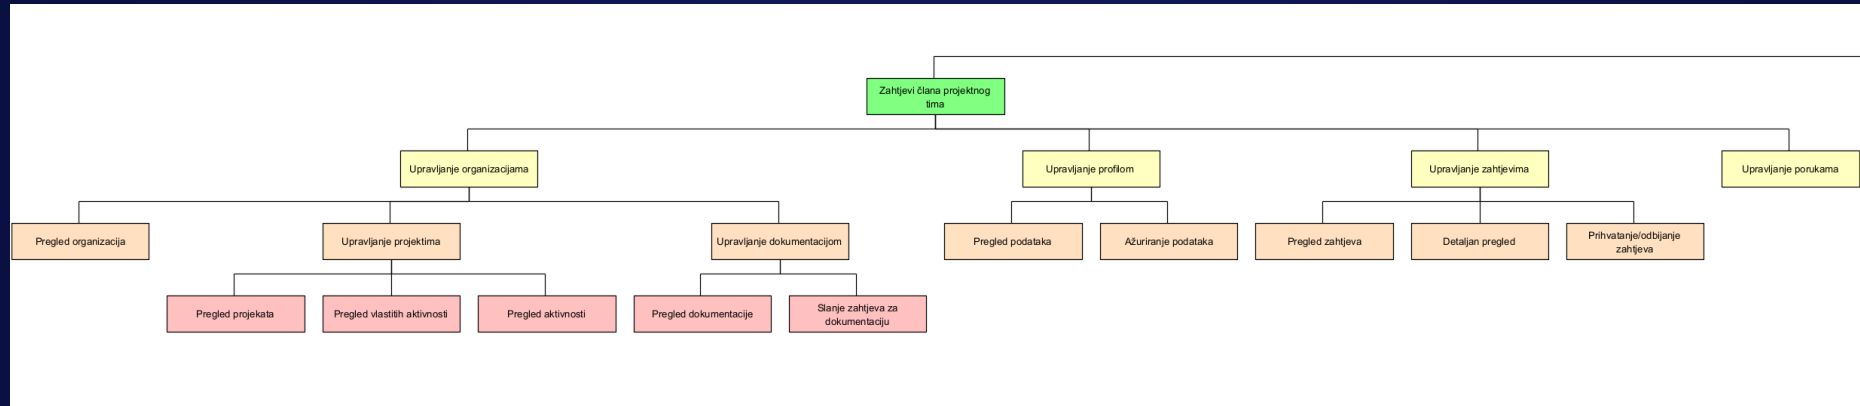 Zahtjevi člana projektnog
tima
Upravljanje organizacijama
Upravljanje profilom
Upravljanje zahtjevima
Upravljanje porukama
Pregled organizacija
Upravljanje projektima
Upravljanje dokumentacijom
Pregled podataka
Ažuriranje podataka
Pregled zahtjeva
Detaljan pregled
Prihvatanje/odbijanje
zahtjeva
Pregled projekata
Pregled vlastitih aktivnosti
Pregled aktivnosti
Pregled dokumentacije
Slanje zahtjeva za
dokumentaciju